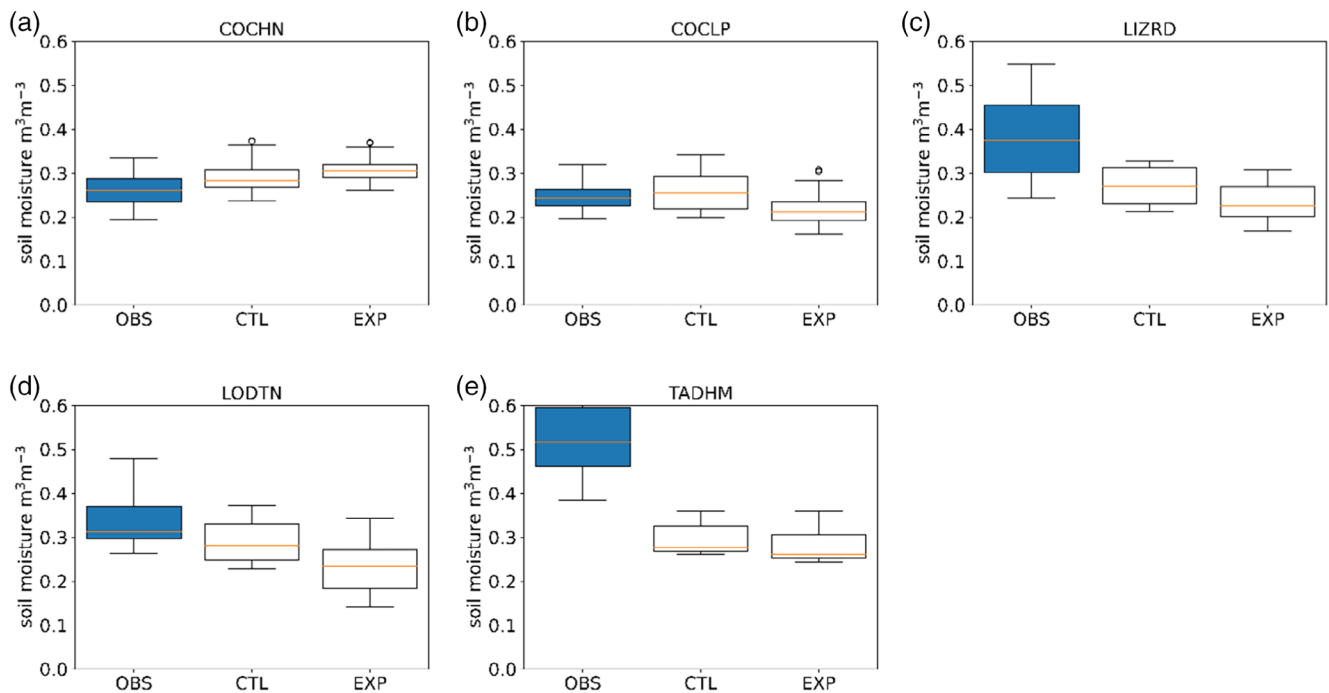 (a) COCHN
soil moisture m³m⁻³
0.6
0.5
0.4
0.3
0.2
0.1
0.0
OBS CTL EXP
(b) COCLP
soil moisture m³m⁻³
0.6
0.5
0.4
0.3
0.2
0.1
0.0
OBS CTL EXP
(c) LIZRD
soil moisture m³m⁻³
0.6
0.5
0.4
0.3
0.2
0.1
0.0
OBS CTL EXP
(d) LODTN
soil moisture m³m⁻³
0.6
0.5
0.4
0.3
0.2
0.1
0.0
OBS CTL EXP
(e) TADHM
soil moisture m³m⁻³
0.6
0.5
0.4
0.3
0.2
0.1
0.0
OBS CTL EXP